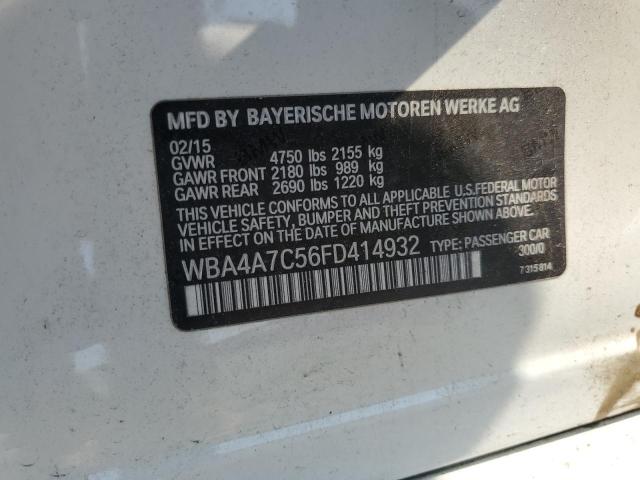 MFD BY BAYERISCHE MOTOREN WERKE AG
02/15
GVWR 4750 lbs 2155 kg
GAWR FRONT 2180 lbs 989 kg
GAWR REAR 2690 lbs 1220 kg
THIS VEHICLE CONFORMS TO ALL APPLICABLE U.S.FEDERAL MOTOR
VEHICLE SAFETY, BUMPER AND THEFT PREVENTION STANDARDS
IN EFFECT ON THE DATE OF MANUFACTURE SHOWN ABOVE.
WBA4A7C56FD414932 TYPE: PASSENGER CAR
300/0
7315814